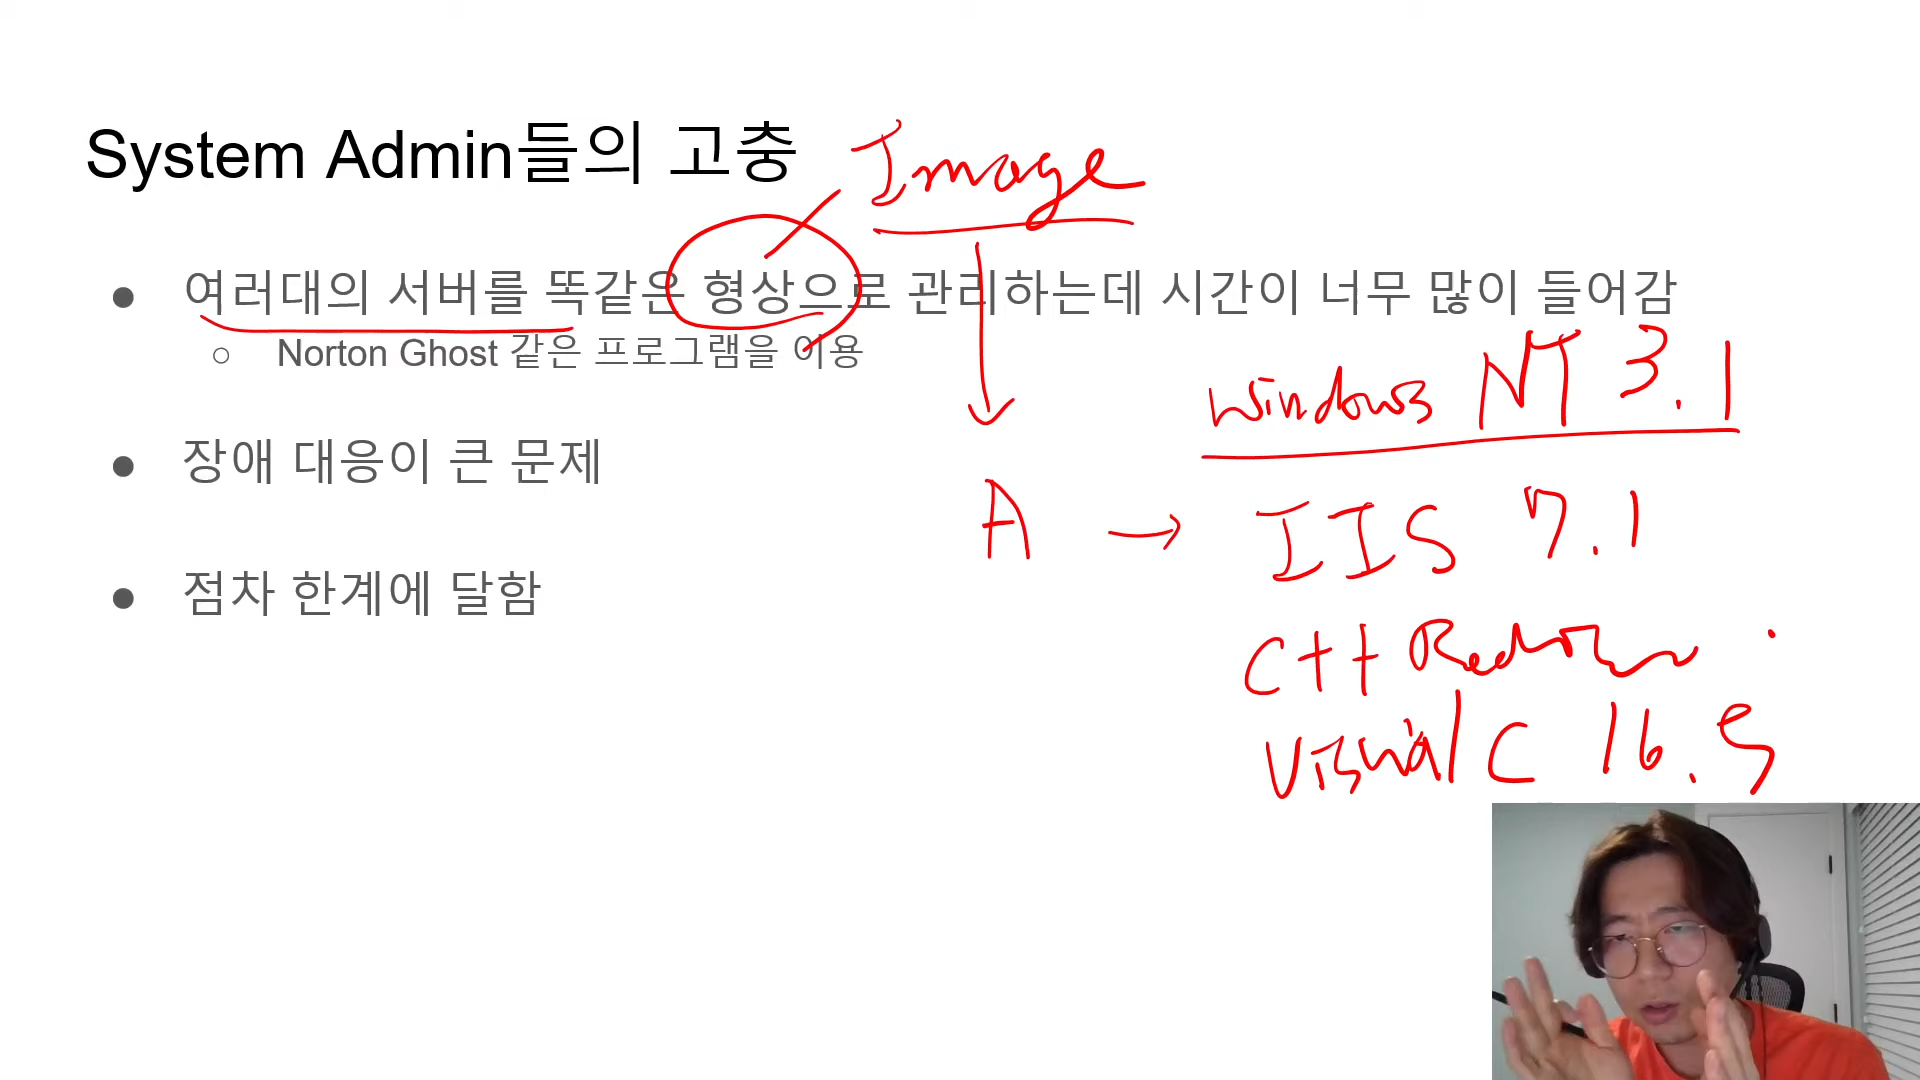 System Admin들의 고충
Image
여러대의 서버를 똑같은 형상으로 관리하는데 시간이 너무 많이 들어감
Norton Ghost 같은 프로그램을 이용
Windows NT 3.1
장애 대응이 큰 문제
A → IIS 7.1
점차 한계에 달함
C++
Visual C 16.5